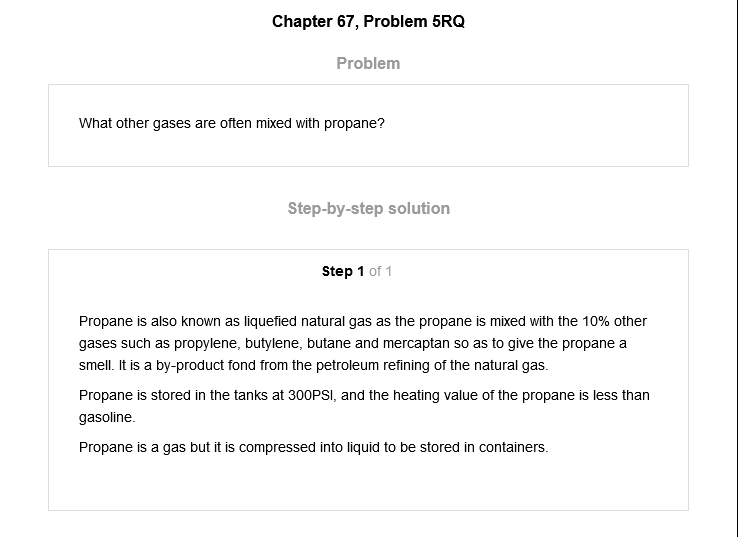 Chapter 67, Problem 5RQ
Problem
What other gases are often mixed with propane?
Step-by-step solution
Step 1 of 1
Propane is also known as liquefied natural gas as the propane is mixed with the 10% other
gases such as propylene, butylene, butane and mercaptan so as to give the propane a
smell. It is a by-product fond from the petroleum refining of the natural gas.
Propane is stored in the tanks at 300PSI, and the heating value of the propane is less than
gasoline.
Propane is a gas but it is compressed into liquid to be stored in containers.